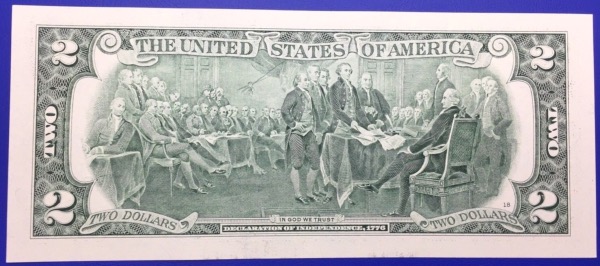 THE UNITED STATES OF AMERICA
2 2
TWO TWO
2 2
TWO DOLLARS TWO DOLLARS
18
IN GOD WE TRUST
DECLARATION OF INDEPENDENCE, 1776